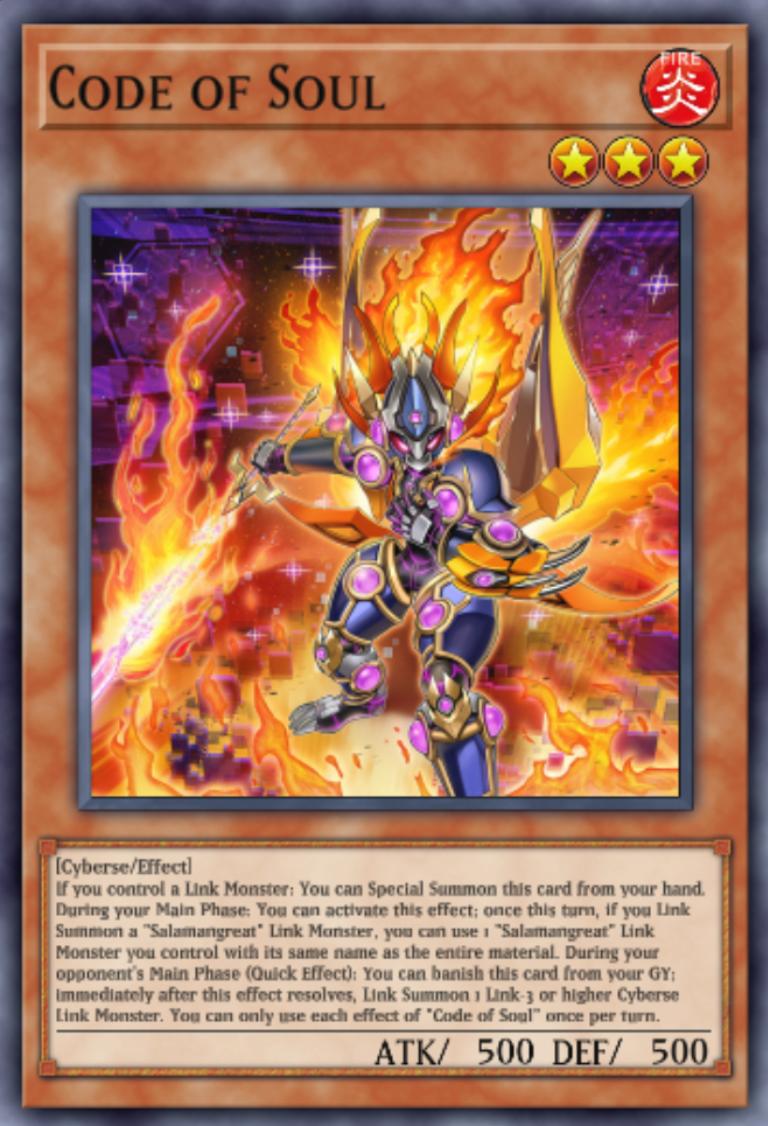 CODE OF SOUL
FIRE
炎
[Cyberse/Effect]
If you control a Link Monster: You can Special Summon this card from your hand.
During your Main Phase: You can activate this effect; once this turn, if you Link
Summon a "Salamangreat" Link Monster, you can use 1 "Salamangreat" Link
Monster you control with its same name as the entire material. During your
opponent's Main Phase (Quick Effect): You can banish this card from your GY;
immediately after this effect resolves, Link Summon 1 Link-3 or higher Cyberse
Link Monster. You can only use each effect of "Code of Soul" once per turn.
ATK/ 500 DEF/ 500